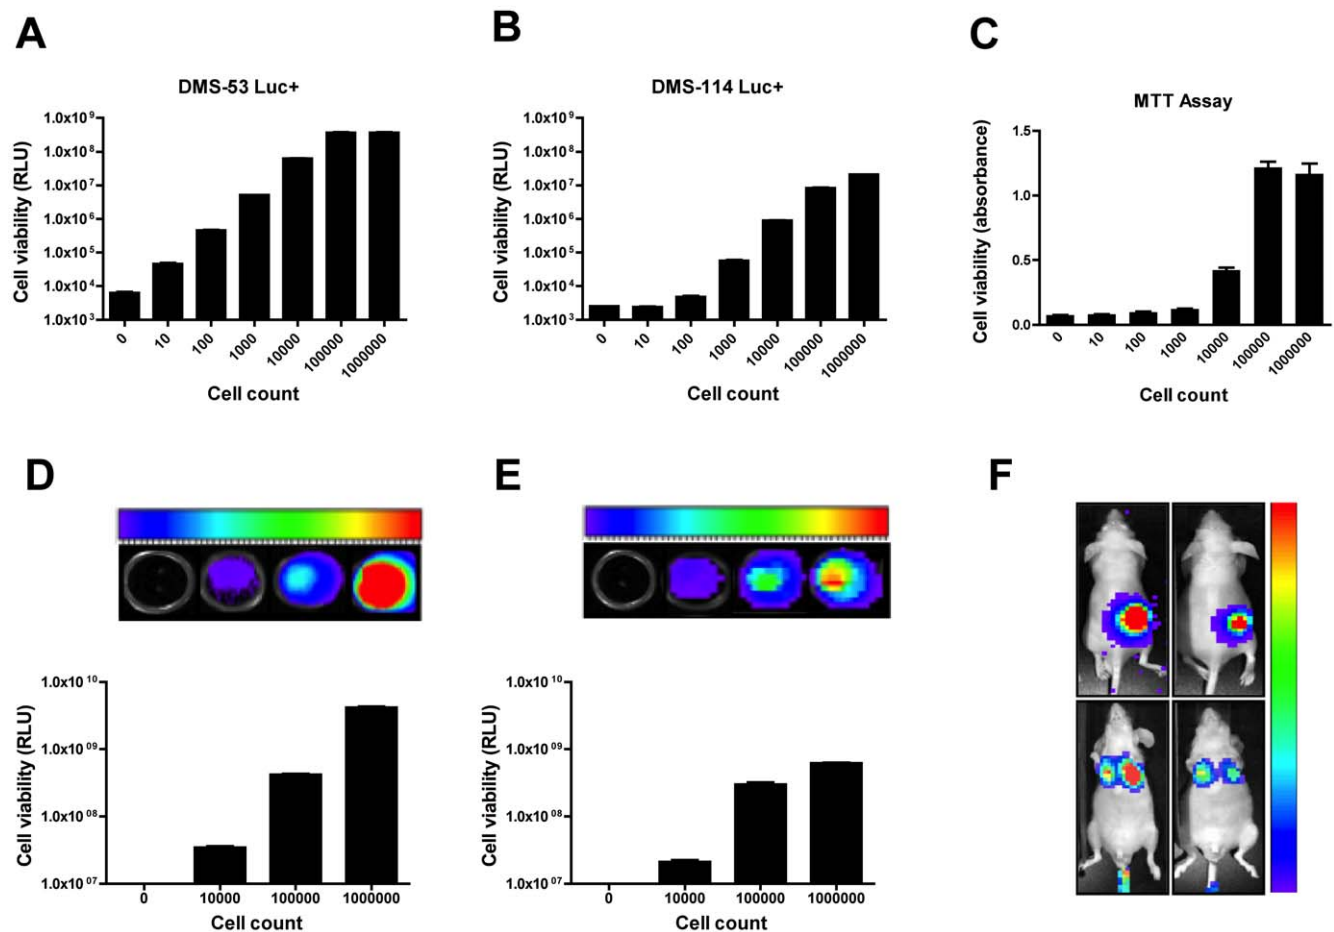 A
DMS-53 Luc+
Cell viability (RLU)
1.0x10⁹
1.0x10⁸
1.0x10⁷
1.0x10⁶
1.0x10⁵
1.0x10⁴
1.0x10³
0 10 100 1000 10000 100000 1000000
Cell count
B
DMS-114 Luc+
Cell viability (RLU)
1.0x10⁹
1.0x10⁸
1.0x10⁷
1.0x10⁶
1.0x10⁵
1.0x10⁴
1.0x10³
0 10 100 1000 10000 100000 1000000
Cell count
C
MTT Assay
Cell viability (absorbance)
1.5
1.0
0.5
0.0
0 10 100 1000 10000 100000 1000000
Cell count
D
Cell viability (RLU)
1.0x10¹⁰
1.0x10⁰⁹
1.0x10⁰⁸
1.0x10⁰⁷
0 10000 100000 1000000
Cell count
E
Cell viability (RLU)
1.0x10¹⁰
1.0x10⁰⁹
1.0x10⁰⁸
1.0x10⁰⁷
0 10000 100000 1000000
Cell count
F